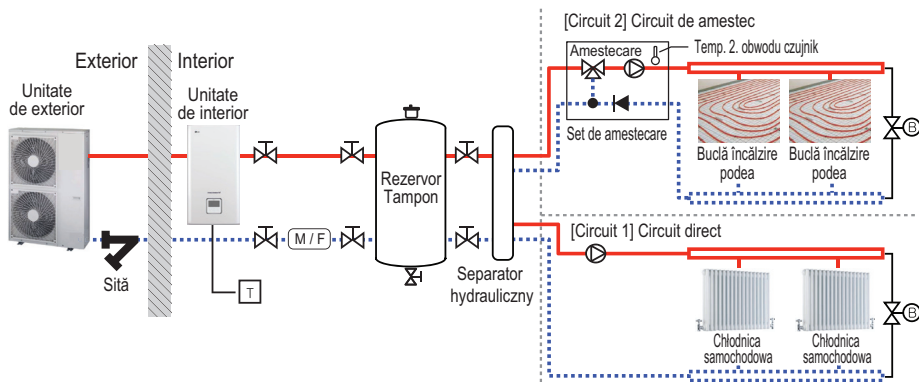 [Circuit 2] Circuit de amestec
Amestecare
Temp. 2. obwodu czujnik
Exterior
Interior
Unitate
de exterior
Unitate
de interior
Set de amestecare
Buclă încălzire
podea
Buclă încălzire
podea
B
Rezervor
Tampon
M / F
Sită
T
Separator
hydrauliczny
[Circuit 1] Circuit direct
B
Chłodnica
samochodowa
Chłodnica
samochodowa